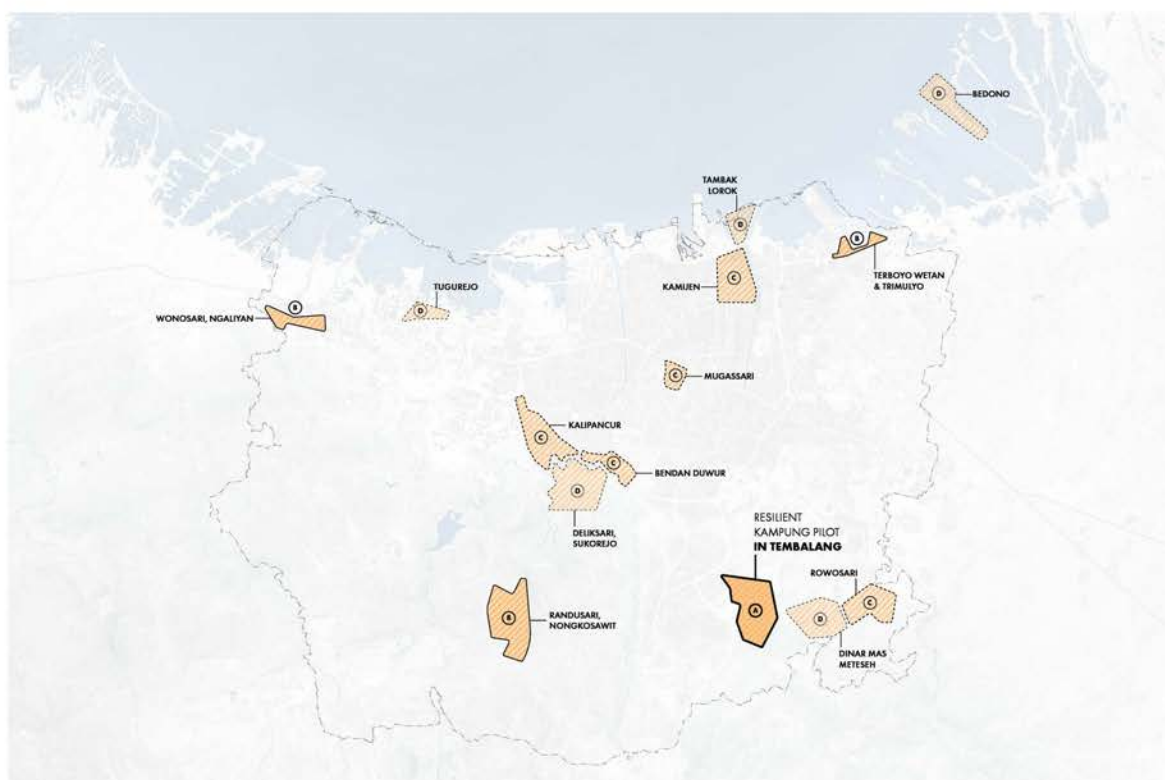 D
BEDONO
TAMBAK
LOROK
D
B
TERBOYO WETAN
& TRIMULYO
KAMIJEN
C
TUGUREJO
D
B
WONOSARI, NGALIYAN
C
MUGASSARI
KALIPANCUR
C
C
BENDAN DUWUR
D
DELIKSARI,
SUKOREJO
RESILIENT
KAMPUNG PILOT
IN TEMBALANG
A
ROWOSARI
C
D
DINAR MAS
METESEH
B
RANDUSARI,
NONGKOSAWIT